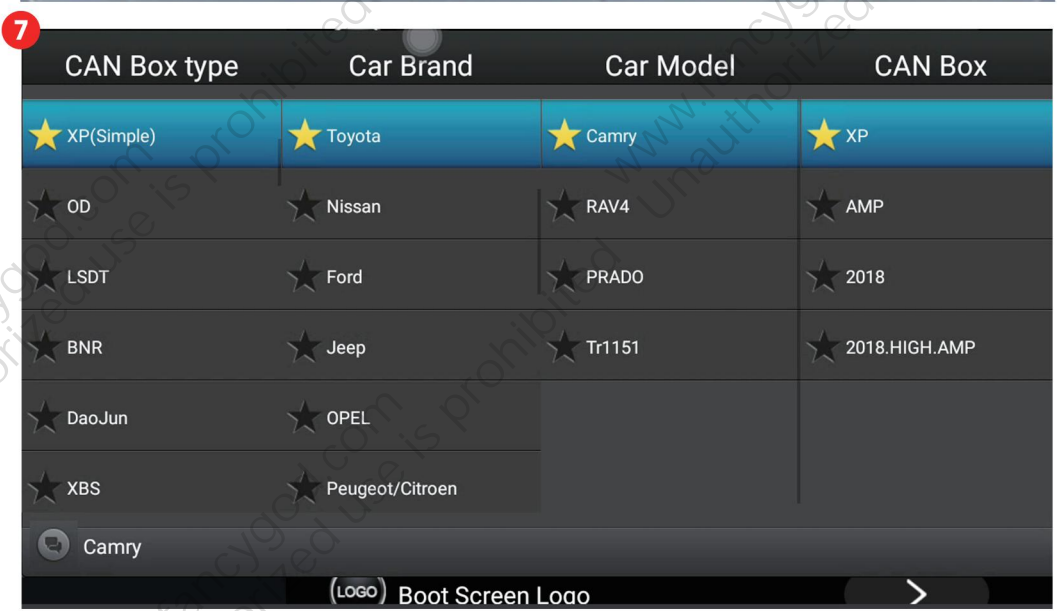 7
CAN Box type Car Brand Car Model CAN Box
XP(Simple) Toyota Camry XP
OD Nissan RAV4 AMP
LSDT Ford PRADO 2018
BNR Jeep Tr1151 2018.HIGH.AMP
DaoJun OPEL
XBS Peugeot/Citroen
Camry
LOGO Boot Screen Logo